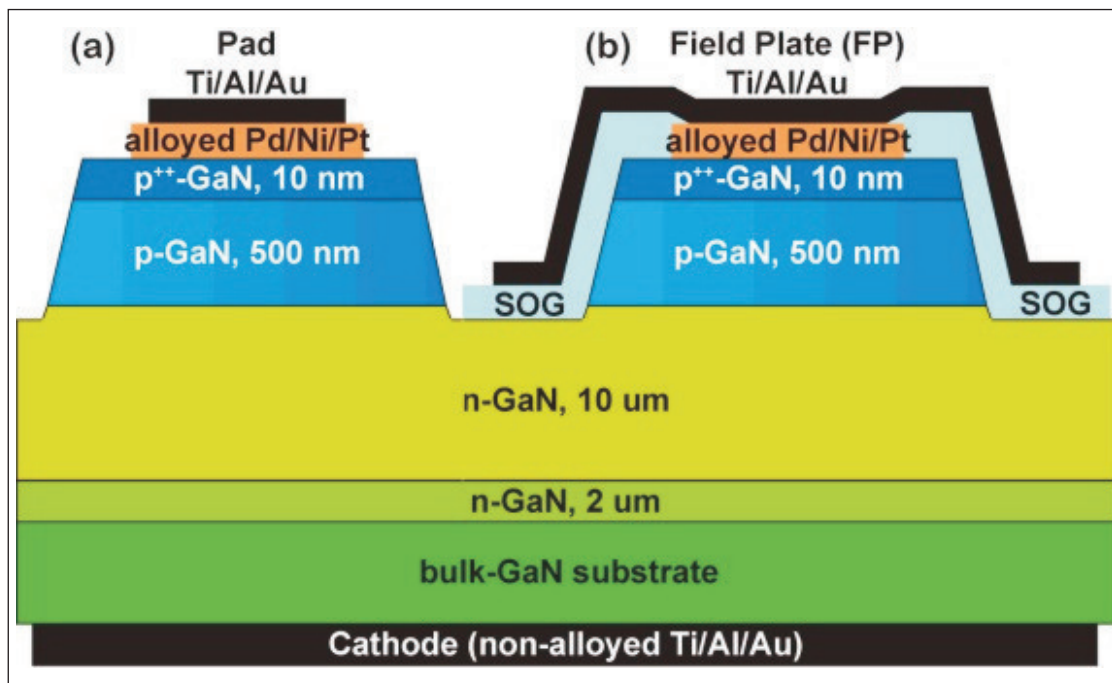 (a)
Pad
Ti/Al/Au
alloyed Pd/Ni/Pt
p++-GaN, 10 nm
p-GaN, 500 nm
(b)
Field Plate (FP)
Ti/Al/Au
alloyed Pd/Ni/Pt
p++-GaN, 10 nm
p-GaN, 500 nm
SOG
SOG
n-GaN, 10 um
n-GaN, 2 um
bulk-GaN substrate
Cathode (non-alloyed Ti/Al/Au)